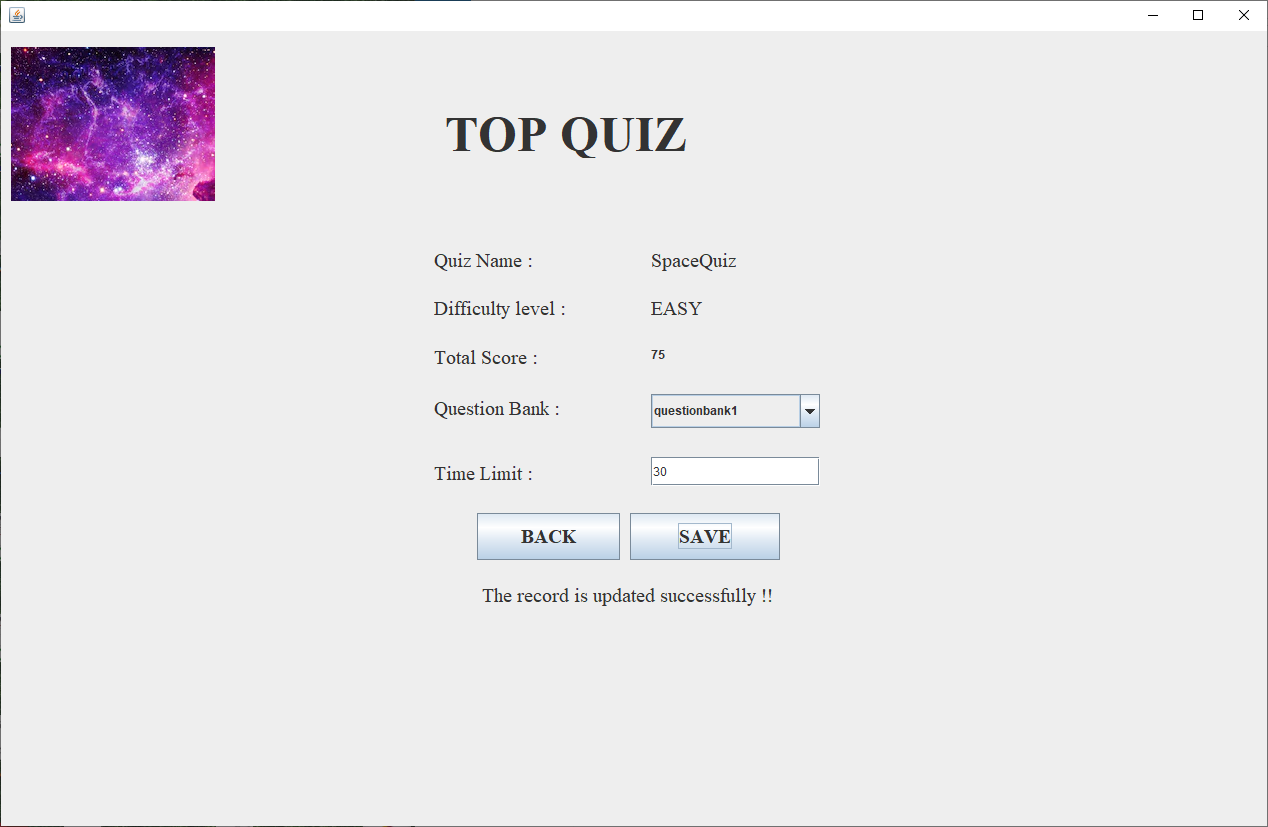 TOP QUIZ
Quiz Name : SpaceQuiz
Difficulty level : EASY
Total Score : 75
Question Bank : questionbank1
Time Limit : 30
BACK SAVE
The record is updated successfully !!